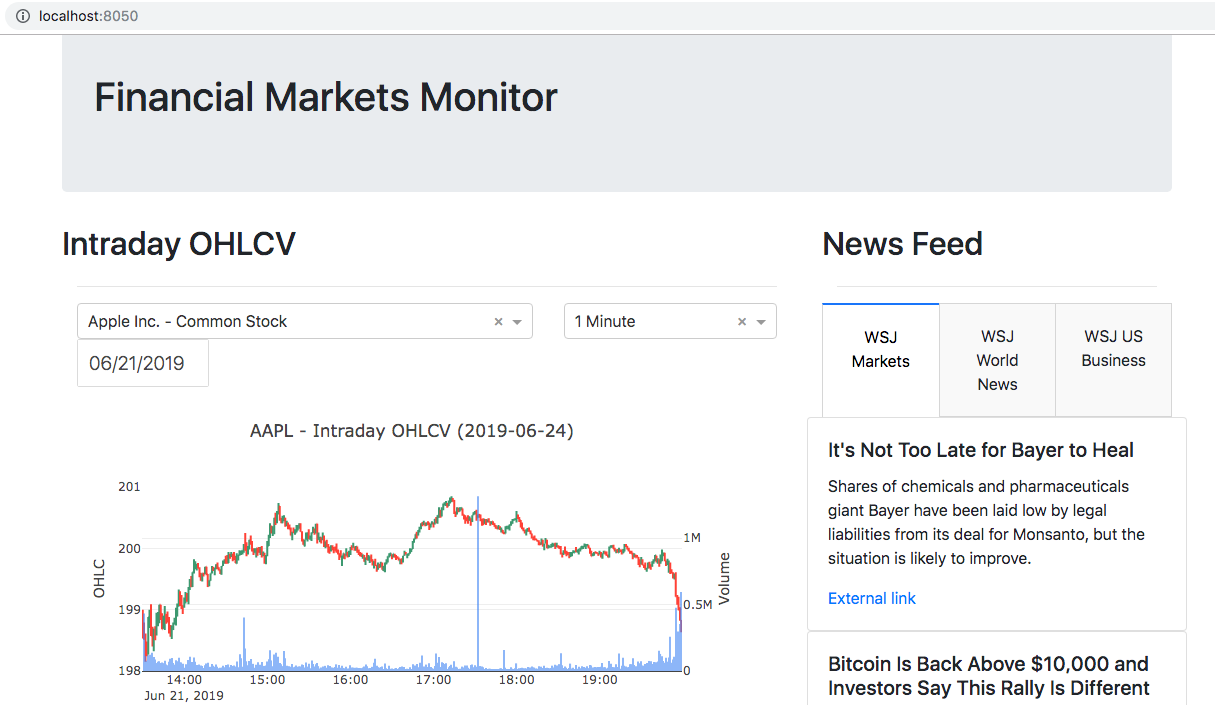 localhost:8050
Financial Markets Monitor
Intraday OHLCV
Apple Inc. - Common Stock × 
1 Minute ×
06/21/2019
AAPL - Intraday OHLCV (2019-06-24)
201
200
199
198
OHLC
1M
0.5M
0
Volume
14:00 15:00 16:00 17:00 18:00 19:00
Jun 21, 2019
News Feed
WSJ
Markets
WSJ
World
News
WSJ US
Business
It's Not Too Late for Bayer to Heal
Shares of chemicals and pharmaceuticals
giant Bayer have been laid low by legal
liabilities from its deal for Monsanto, but the
situation is likely to improve.
External link
Bitcoin Is Back Above $10,000 and
Investors Say This Rally Is Different